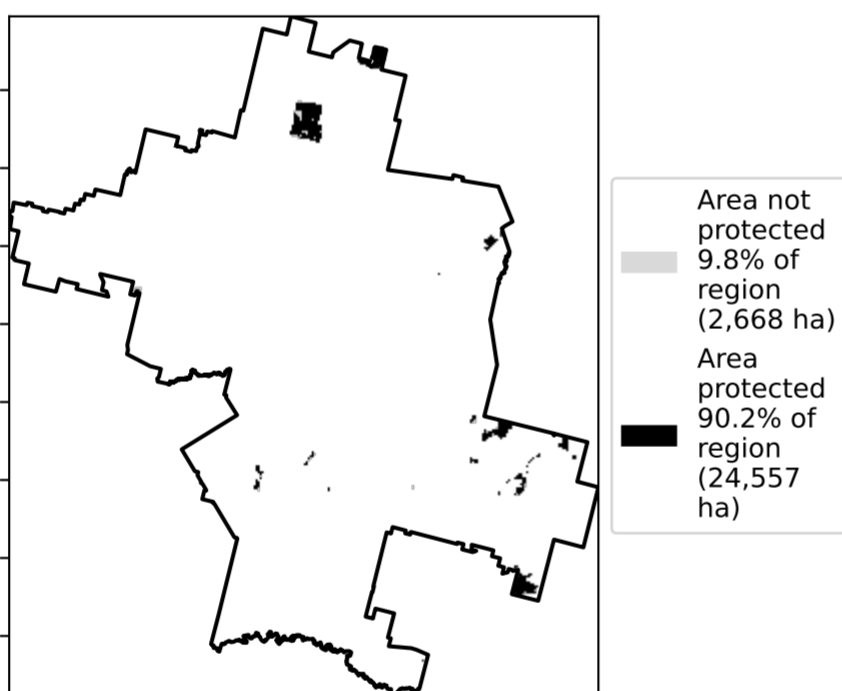 Area not
protected
9.8% of
region
(2,668 ha)
Area
protected
90.2% of
region
(24,557
ha)